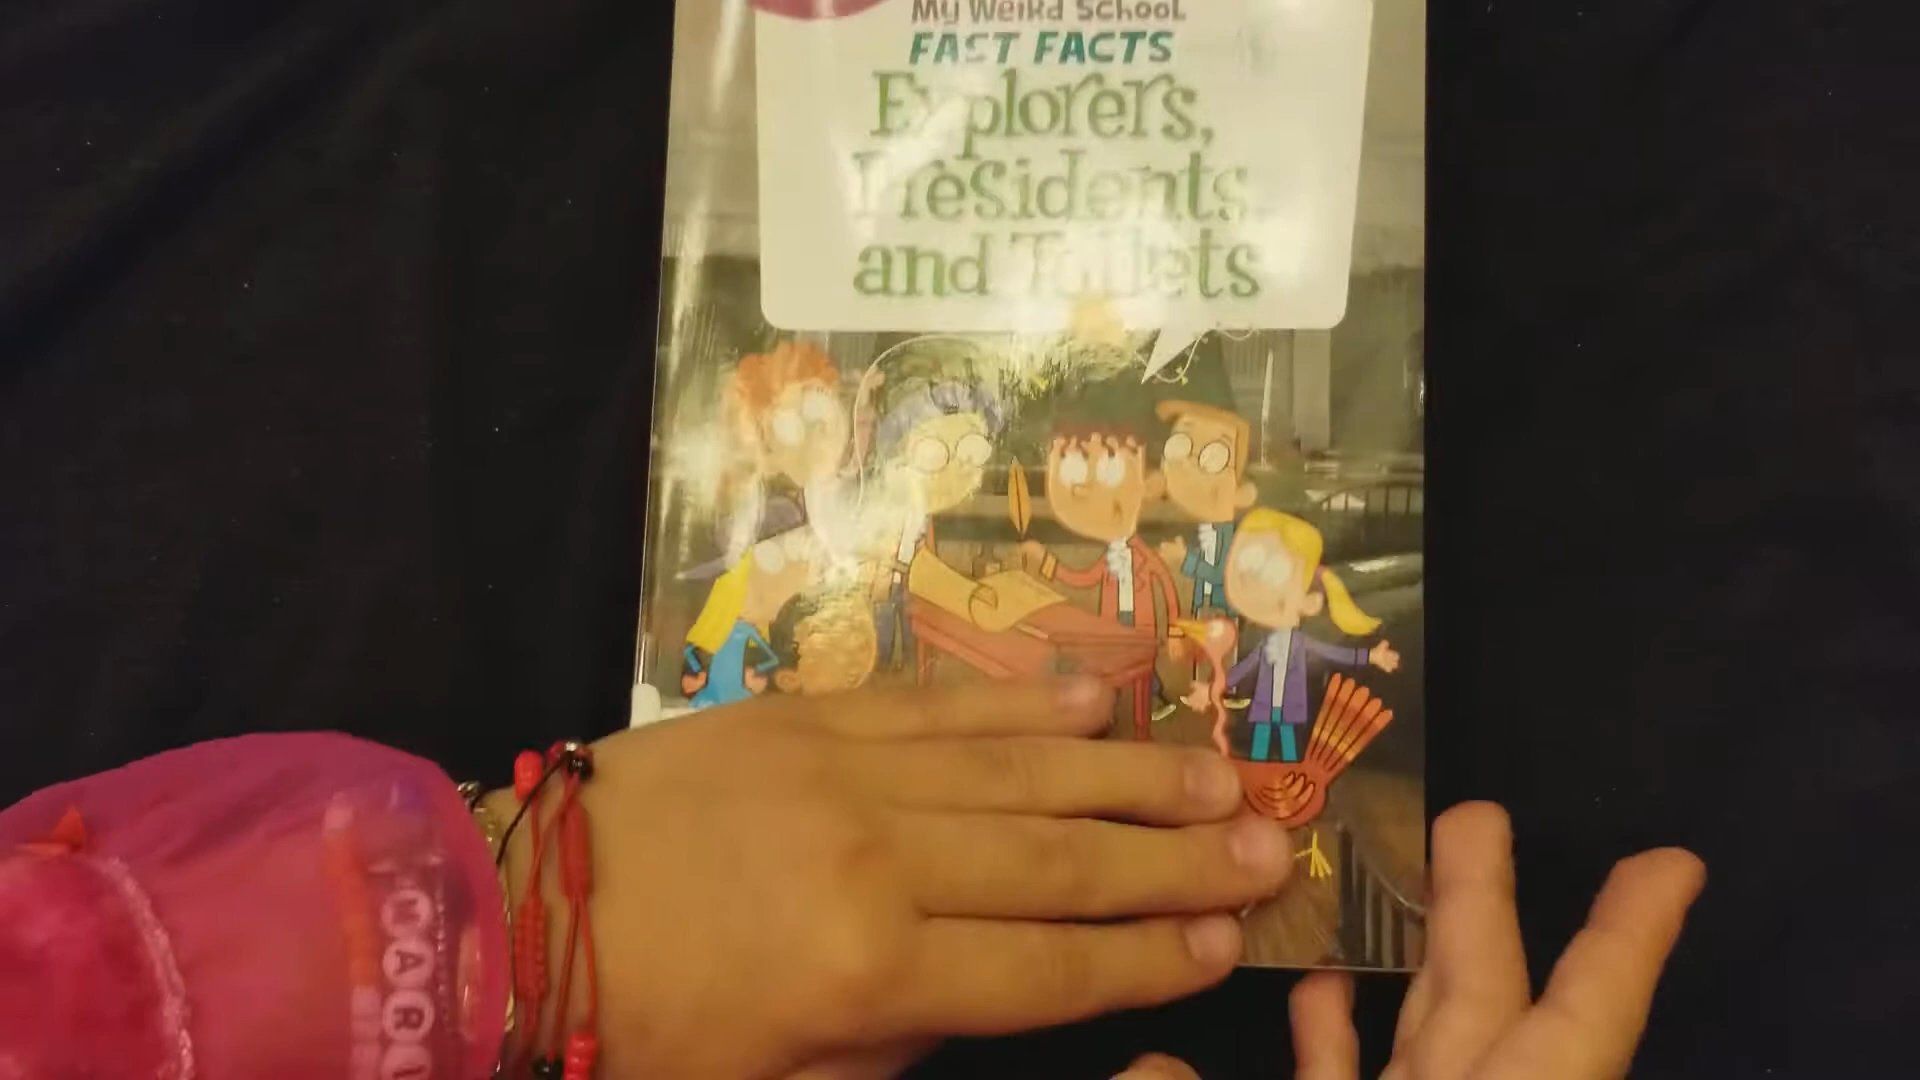 My Weird School
FAST FACTS
Explorers,
Presidents,
and Toilets